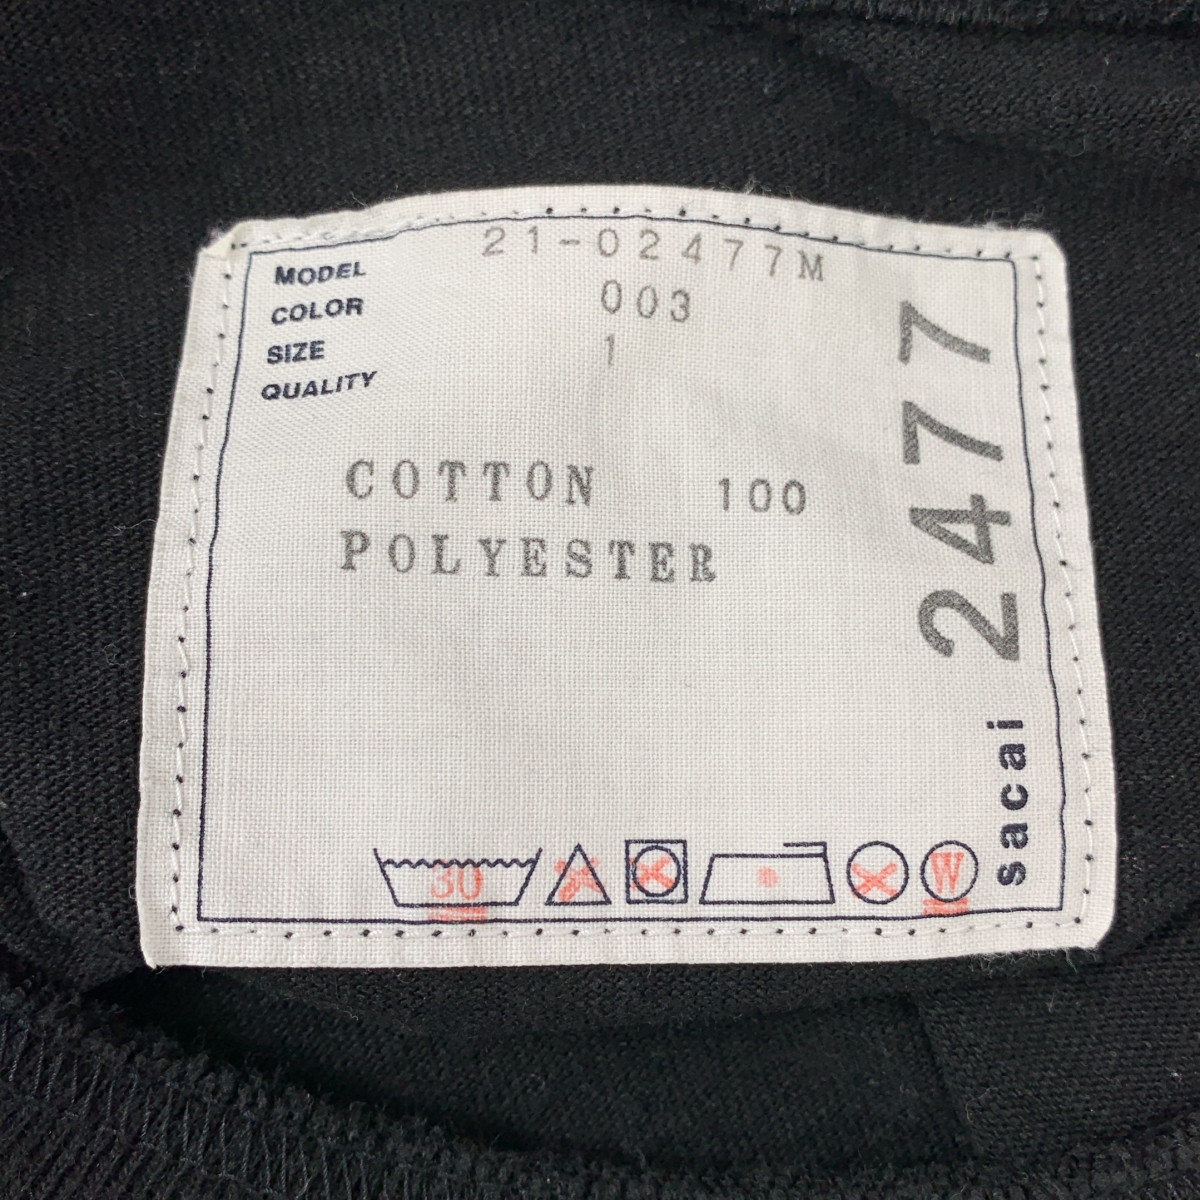 MODEL 21-02477M
COLOR 003
SIZE 1
QUALITY
COTTON 100
POLYESTER
30
W
sacai 2477